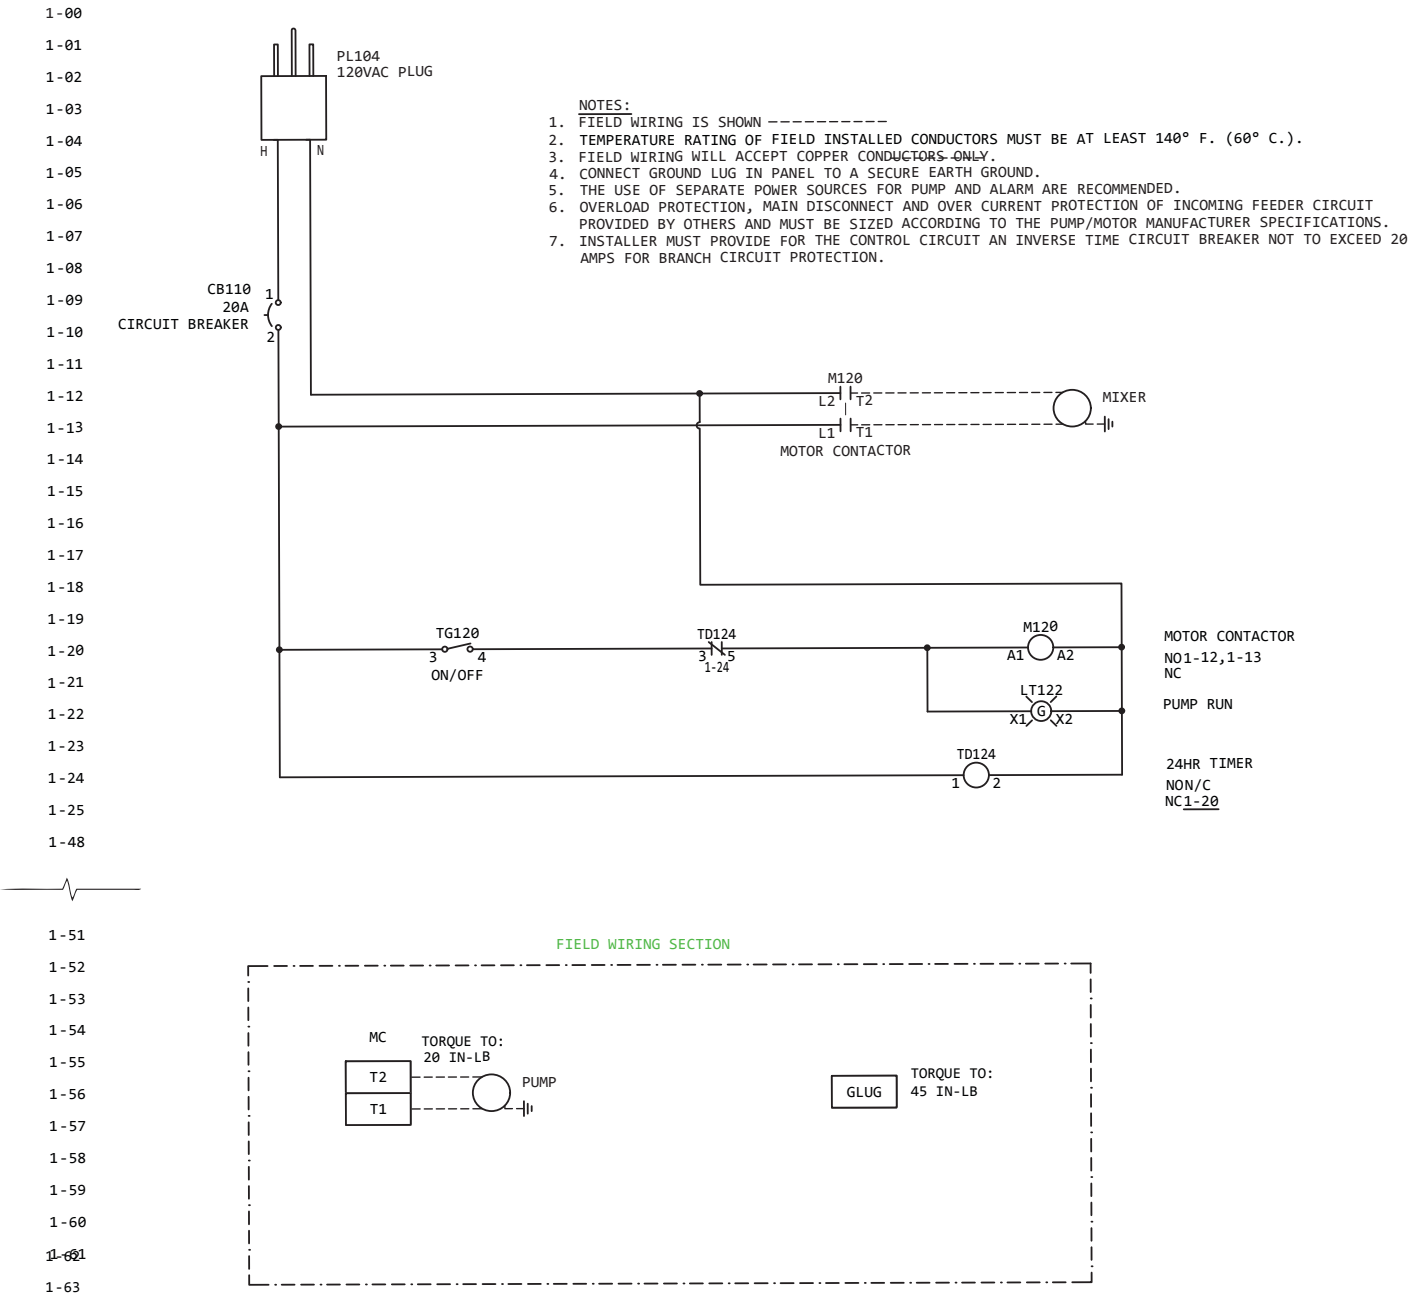 1-00
1-01
1-02
1-03
1-04
1-05
1-06
1-07
1-08
1-09
1-10
1-11
1-12
1-13
1-14
1-15
1-16
1-17
1-18
1-19
1-20
1-21
1-22
1-23
1-24
1-25
1-48
PL104
120VAC PLUG
H
N
NOTES:
1. FIELD WIRING IS SHOWN
2. TEMPERATURE RATING OF FIELD INSTALLED CONDUCTORS MUST BE AT LEAST 140° F. (60° C.).
3. FIELD WIRING WILL ACCEPT COPPER CONDUCTORS ONLY.
4. CONNECT GROUND LUG IN PANEL TO A SECURE EARTH GROUND.
5. THE USE OF SEPARATE POWER SOURCES FOR PUMP AND ALARM ARE RECOMMENDED.
6. OVERLOAD PROTECTION, MAIN DISCONNECT AND OVER CURRENT PROTECTION OF INCOMING FEEDER CIRCUIT
PROVIDED BY OTHERS AND MUST BE SIZED ACCORDING TO THE PUMP/MOTOR MANUFACTURER SPECIFICATIONS.
7. INSTALLER MUST PROVIDE FOR THE CONTROL CIRCUIT AN INVERSE TIME CIRCUIT BREAKER NOT TO EXCEED 20
AMPS FOR BRANCH CIRCUIT PROTECTION.
CB110
20A
CIRCUIT BREAKER
1
2
M120
L2 T2
L1 T1
MOTOR CONTACTOR
MIXER
TG120
3 4
ON/OFF
TD124
3 5
1-24
M120
A1 A2
MOTOR CONTACTOR
NO1-12,1-13
NC
LT122
X1 G X2
PUMP RUN
TD124
1 2
24HR TIMER
NON/C
NC1-20
1-51
1-52
1-53
1-54
1-55
1-56
1-57
1-58
1-59
1-60
1-61
1-62
1-63
FIELD WIRING SECTION
MC
T2
T1
TORQUE TO:
20 IN-LB
PUMP
GLUG
TORQUE TO:
45 IN-LB